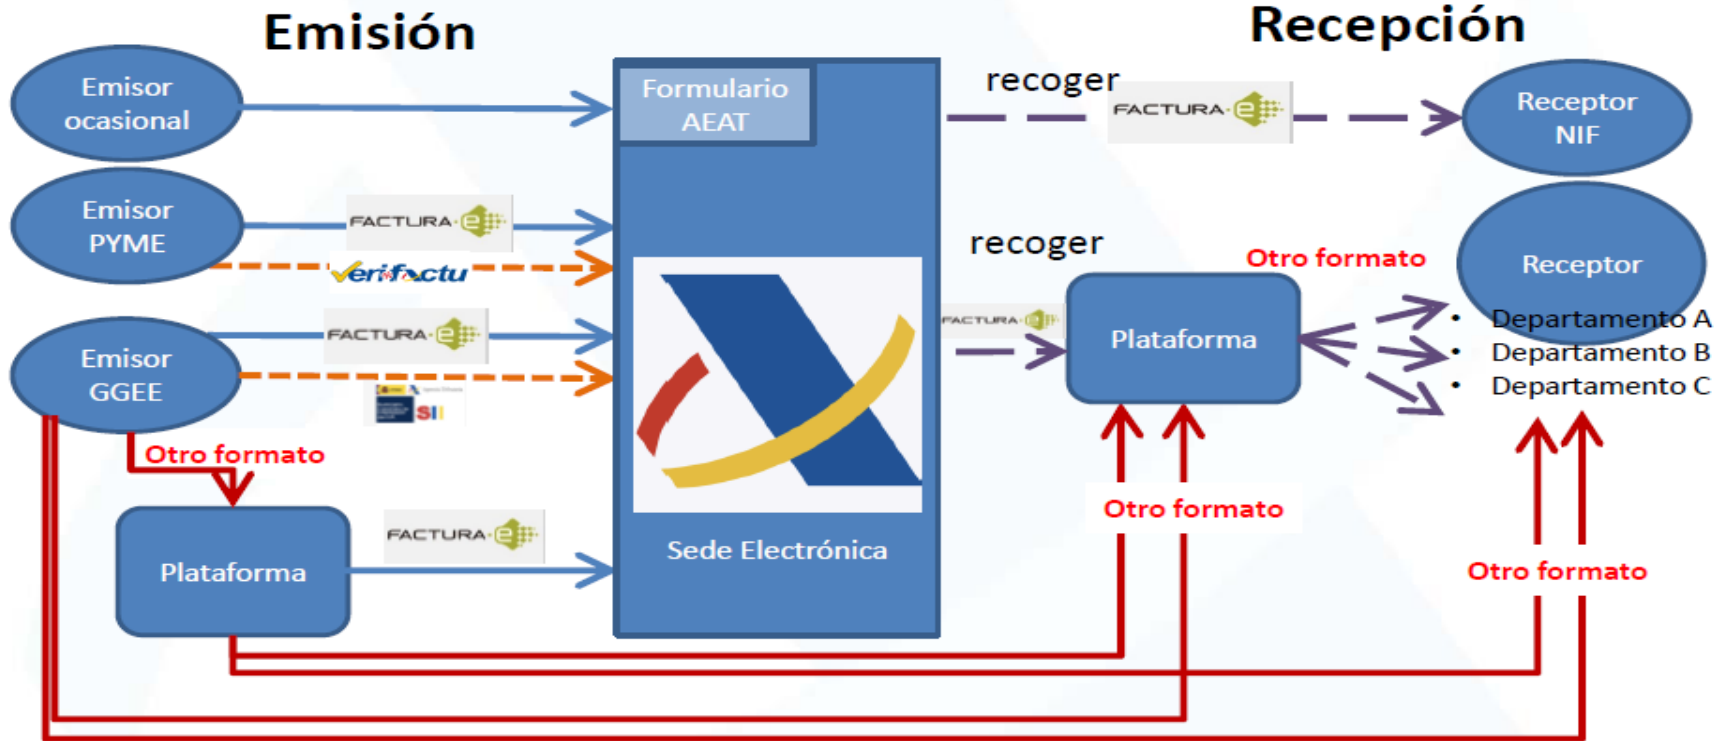 Emisión
Recepción
Emisor
ocasional
Formulario
AEAT
recoger
FACTURA-e
Receptor
NIF
Emisor
PYME
FACTURA-e
Verifactu
recoger
Otro formato
Receptor
FACTURA-e
Plataforma
Departamento A
Departamento B
Departamento C
Emisor
GGEE
FACTURA-e
SII
Otro formato
Plataforma
FACTURA-e
Sede Electrónica
Otro formato
Otro formato